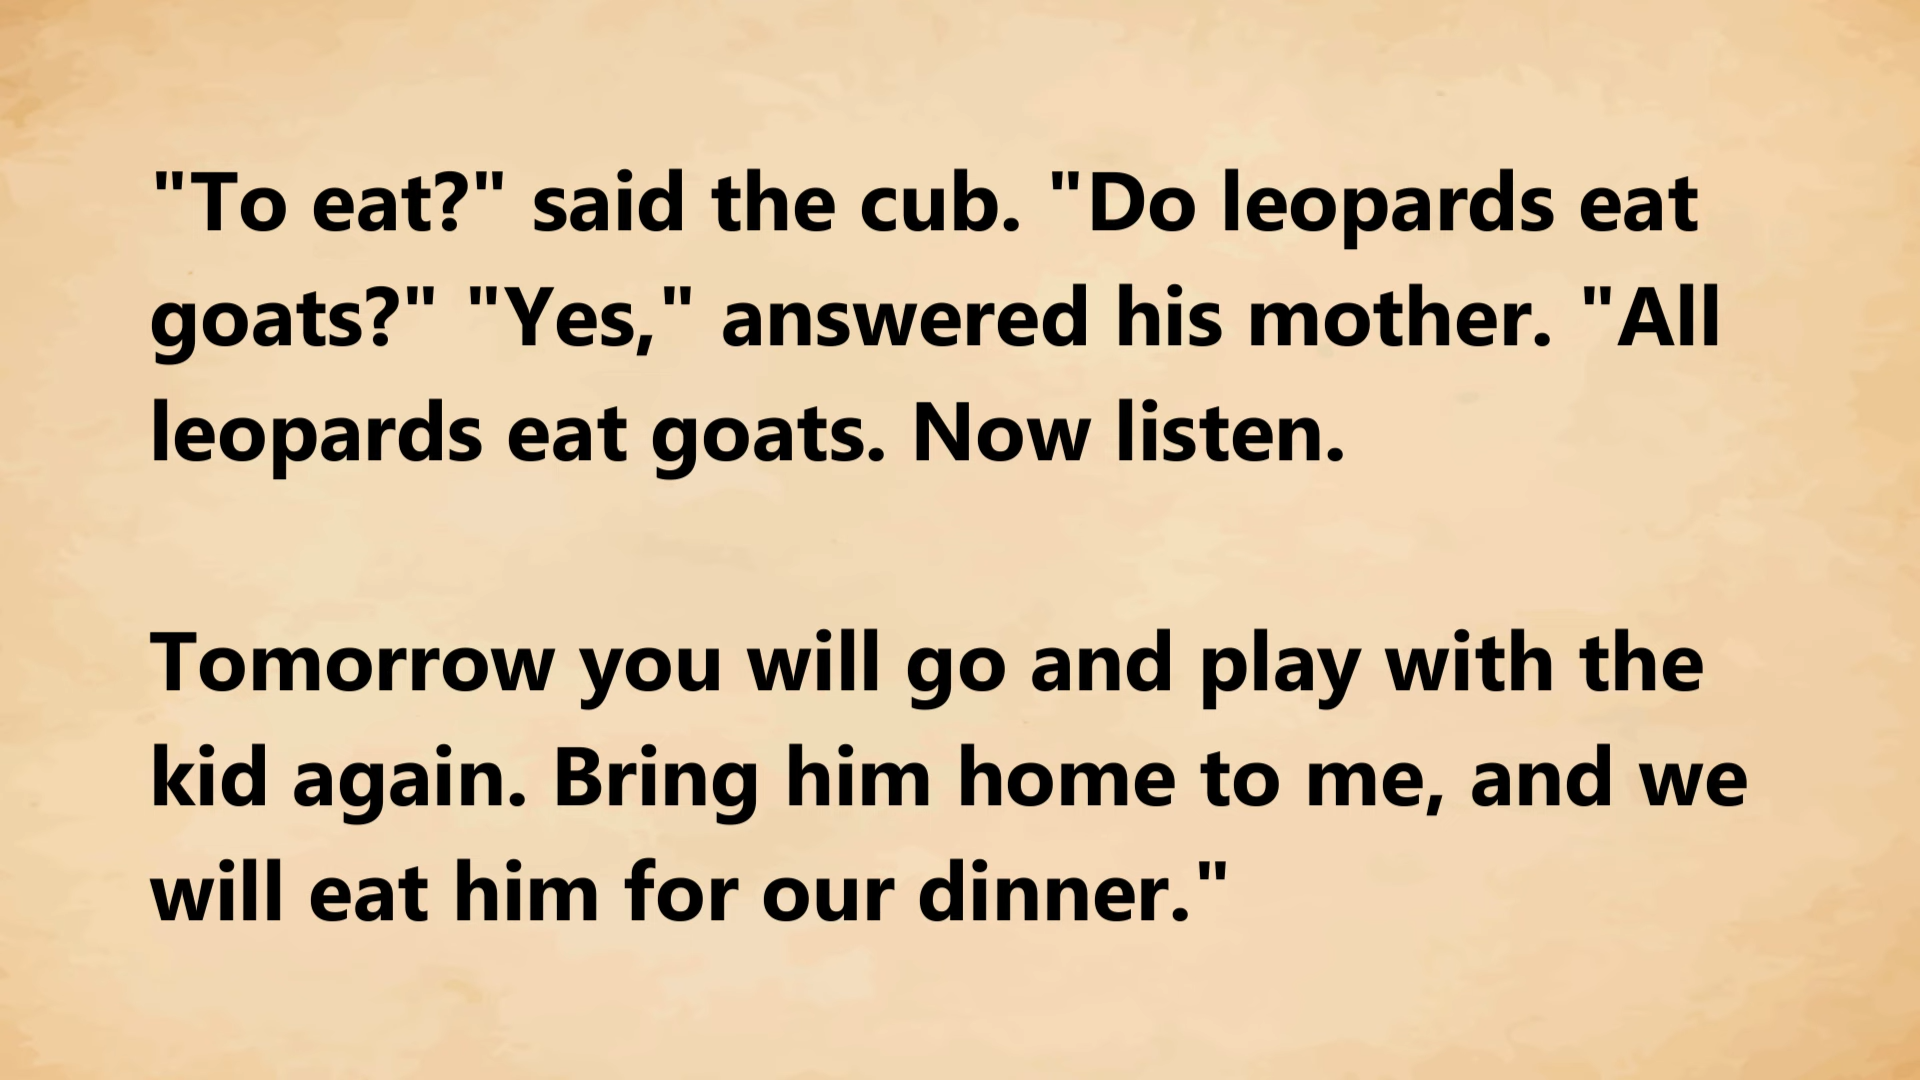 "To eat?" said the cub. "Do leopards eat
goats?" "Yes," answered his mother. "All
leopards eat goats. Now listen.
Tomorrow you will go and play with the
kid again. Bring him home to me, and we
will eat him for our dinner."